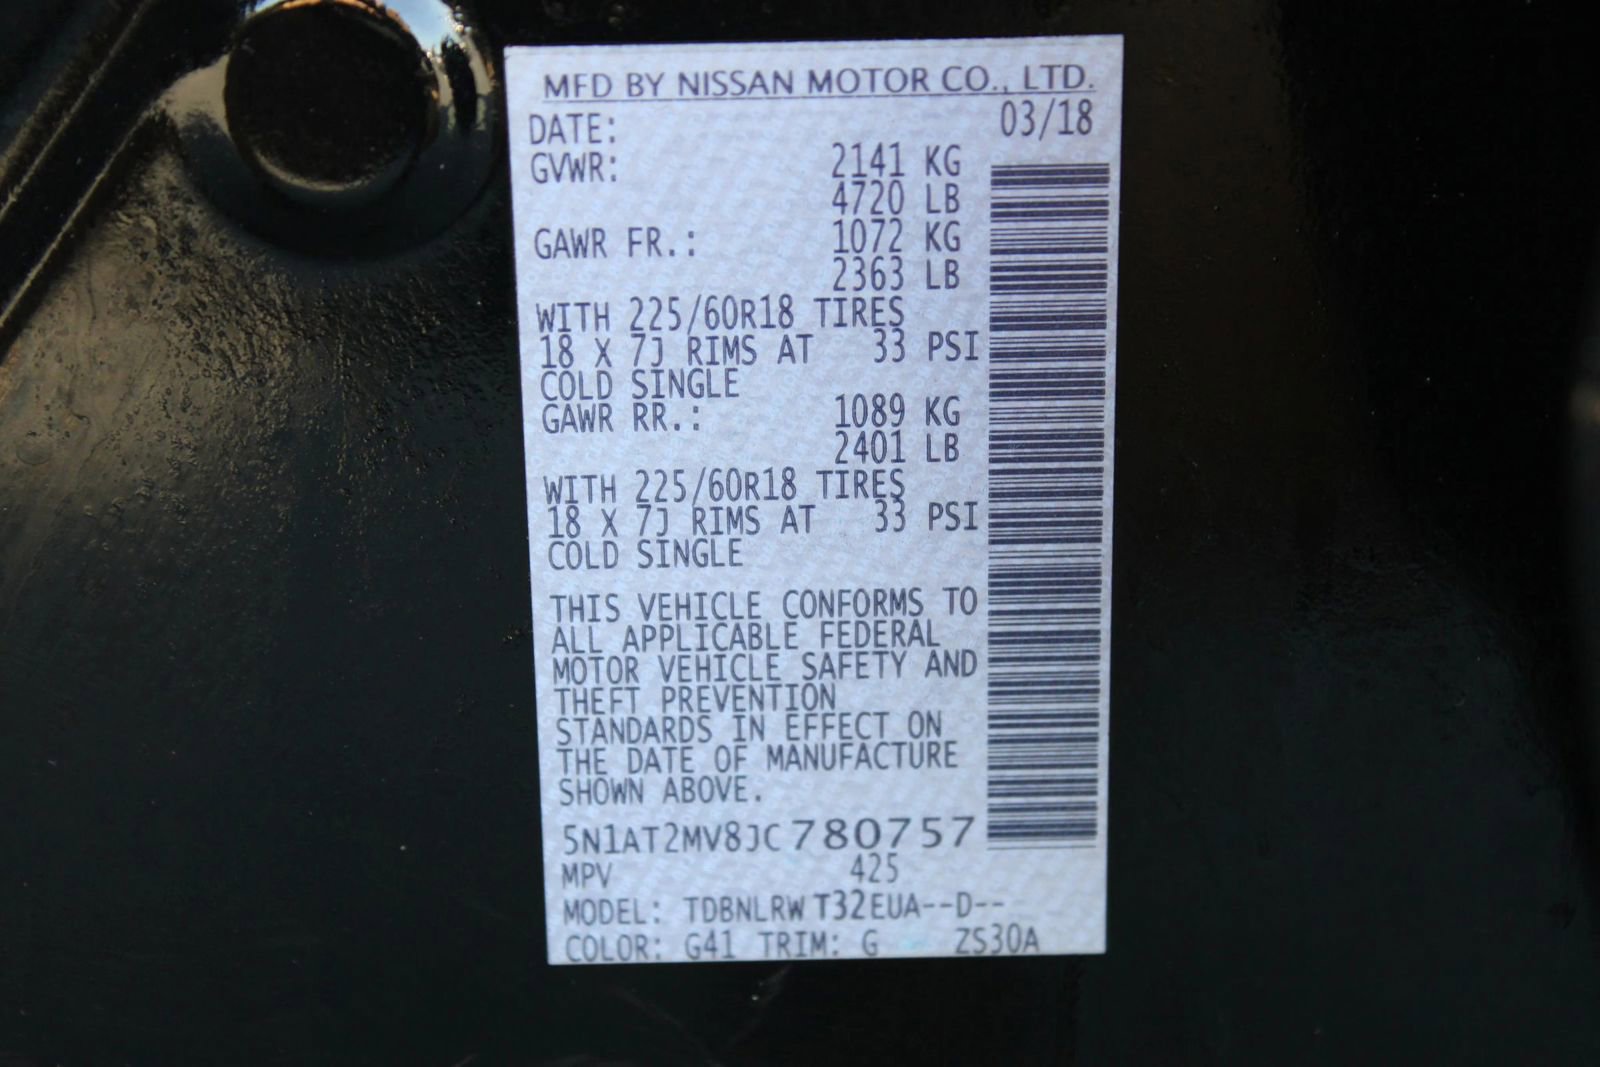 MFD BY NISSAN MOTOR CO., LTD.
DATE: 03/18
GVWR: 2141 KG
4720 LB
GAWR FR.: 1072 KG
2363 LB
WITH 225/60R18 TIRES
18 X 7J RIMS AT 33 PSI
COLD SINGLE
GAWR RR.: 1089 KG
2401 LB
WITH 225/60R18 TIRES
18 X 7J RIMS AT 33 PSI
COLD SINGLE
THIS VEHICLE CONFORMS TO
ALL APPLICABLE FEDERAL
MOTOR VEHICLE SAFETY AND
THEFT PREVENTION
STANDARDS IN EFFECT ON
THE DATE OF MANUFACTURE
SHOWN ABOVE.
5N1AT2MV8JC780757
MPV 425
MODEL: TDBNLRW T32EUA--D--
COLOR: G41 TRIM: G ZS30A